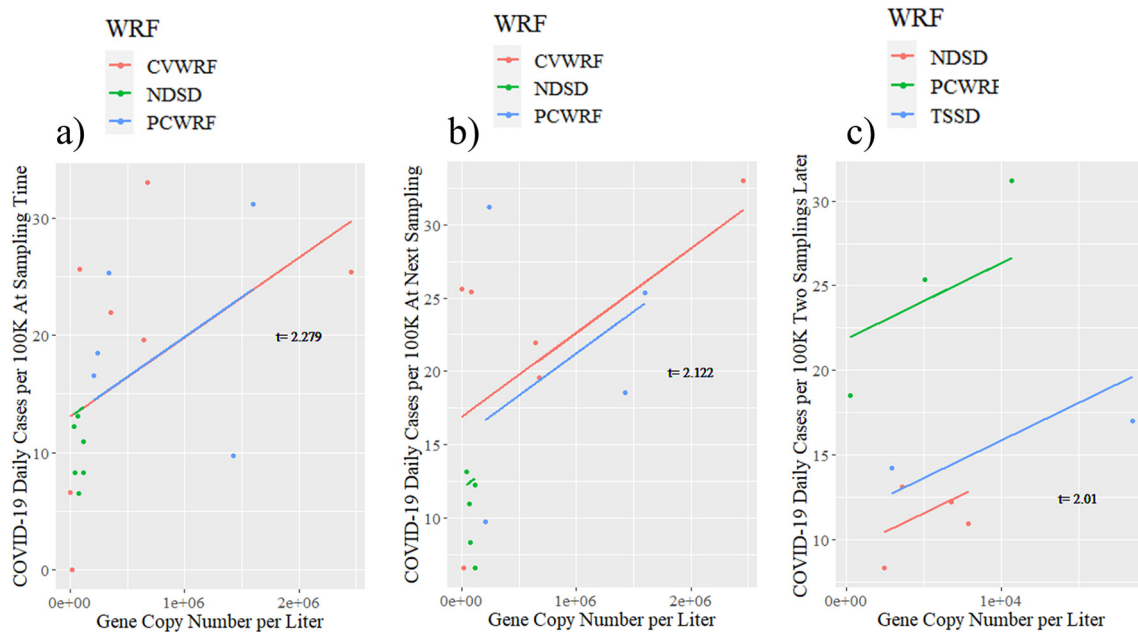 WRF
CVWRF
NDSD
PCWRF
a)
COVID-19 Daily Cases per 100K At Sampling Time
30
20
10
0
t= 2.279
0e+00
1e+06
2e+06
Gene Copy Number per Liter
WRF
CVWRF
NDSD
PCWRF
b)
COVID-19 Daily Cases per 100K At Next Sampling
30
25
20
15
10
t= 2.122
0e+00
1e+06
2e+06
Gene Copy Number per Liter
WRF
NDSD
PCWRF
TSSD
c)
COVID-19 Daily Cases per 100K Two Samplings Later
30
25
20
15
10
t= 2.01
0e+00
1e+04
Gene Copy Number per Liter